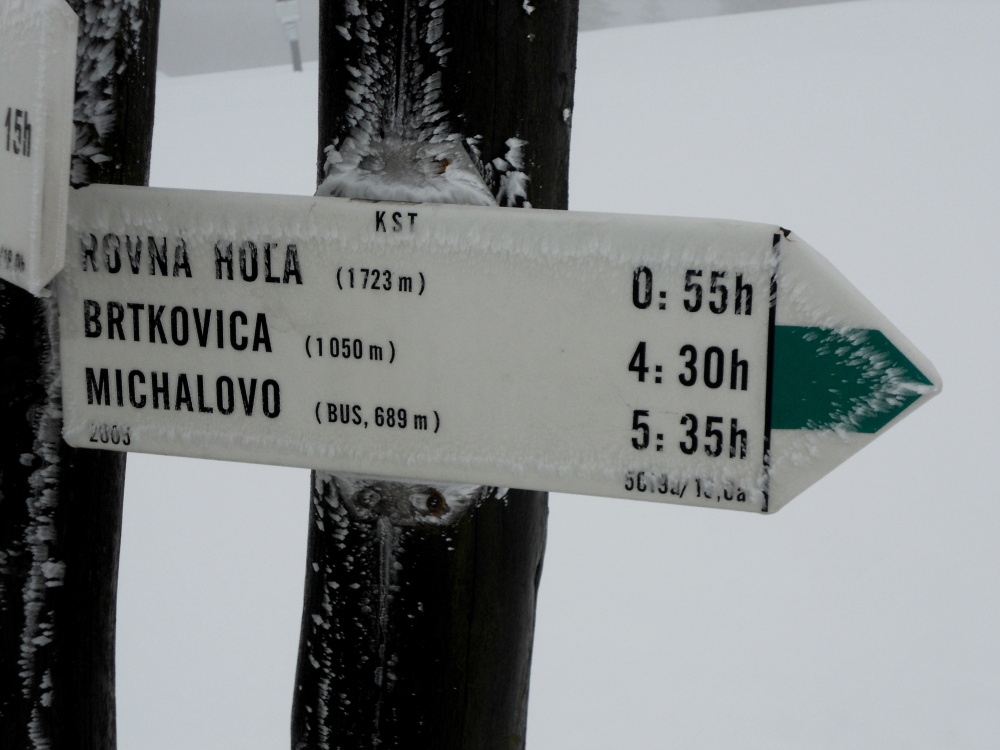 15h
KST
ROVNÁ HOĽA (1723 m) 0:55h
BRTKOVICA (1050 m) 4:30h
MICHALOVO (BUS, 689 m) 5:35h
2003